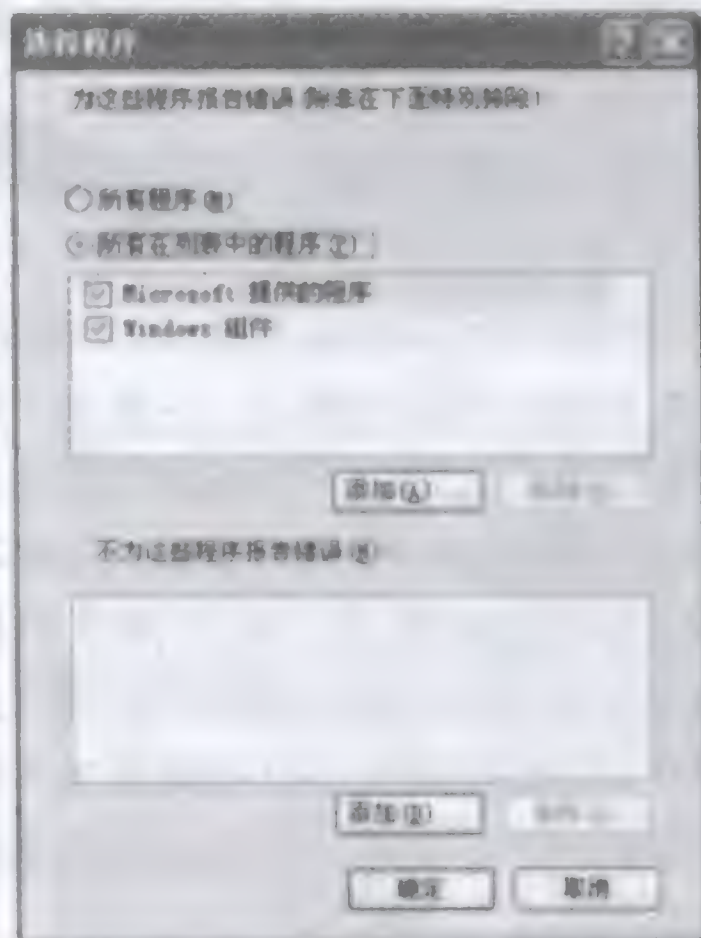 选择程序
为这些程序报告错误 除非在下面特别排除！
所有程序(N)
所有在列表中的程序(P)
Microsoft 提供的程序
Windows 组件
添加(A)
不为这些程序报告错误(E)
添加(D)
确定
取消